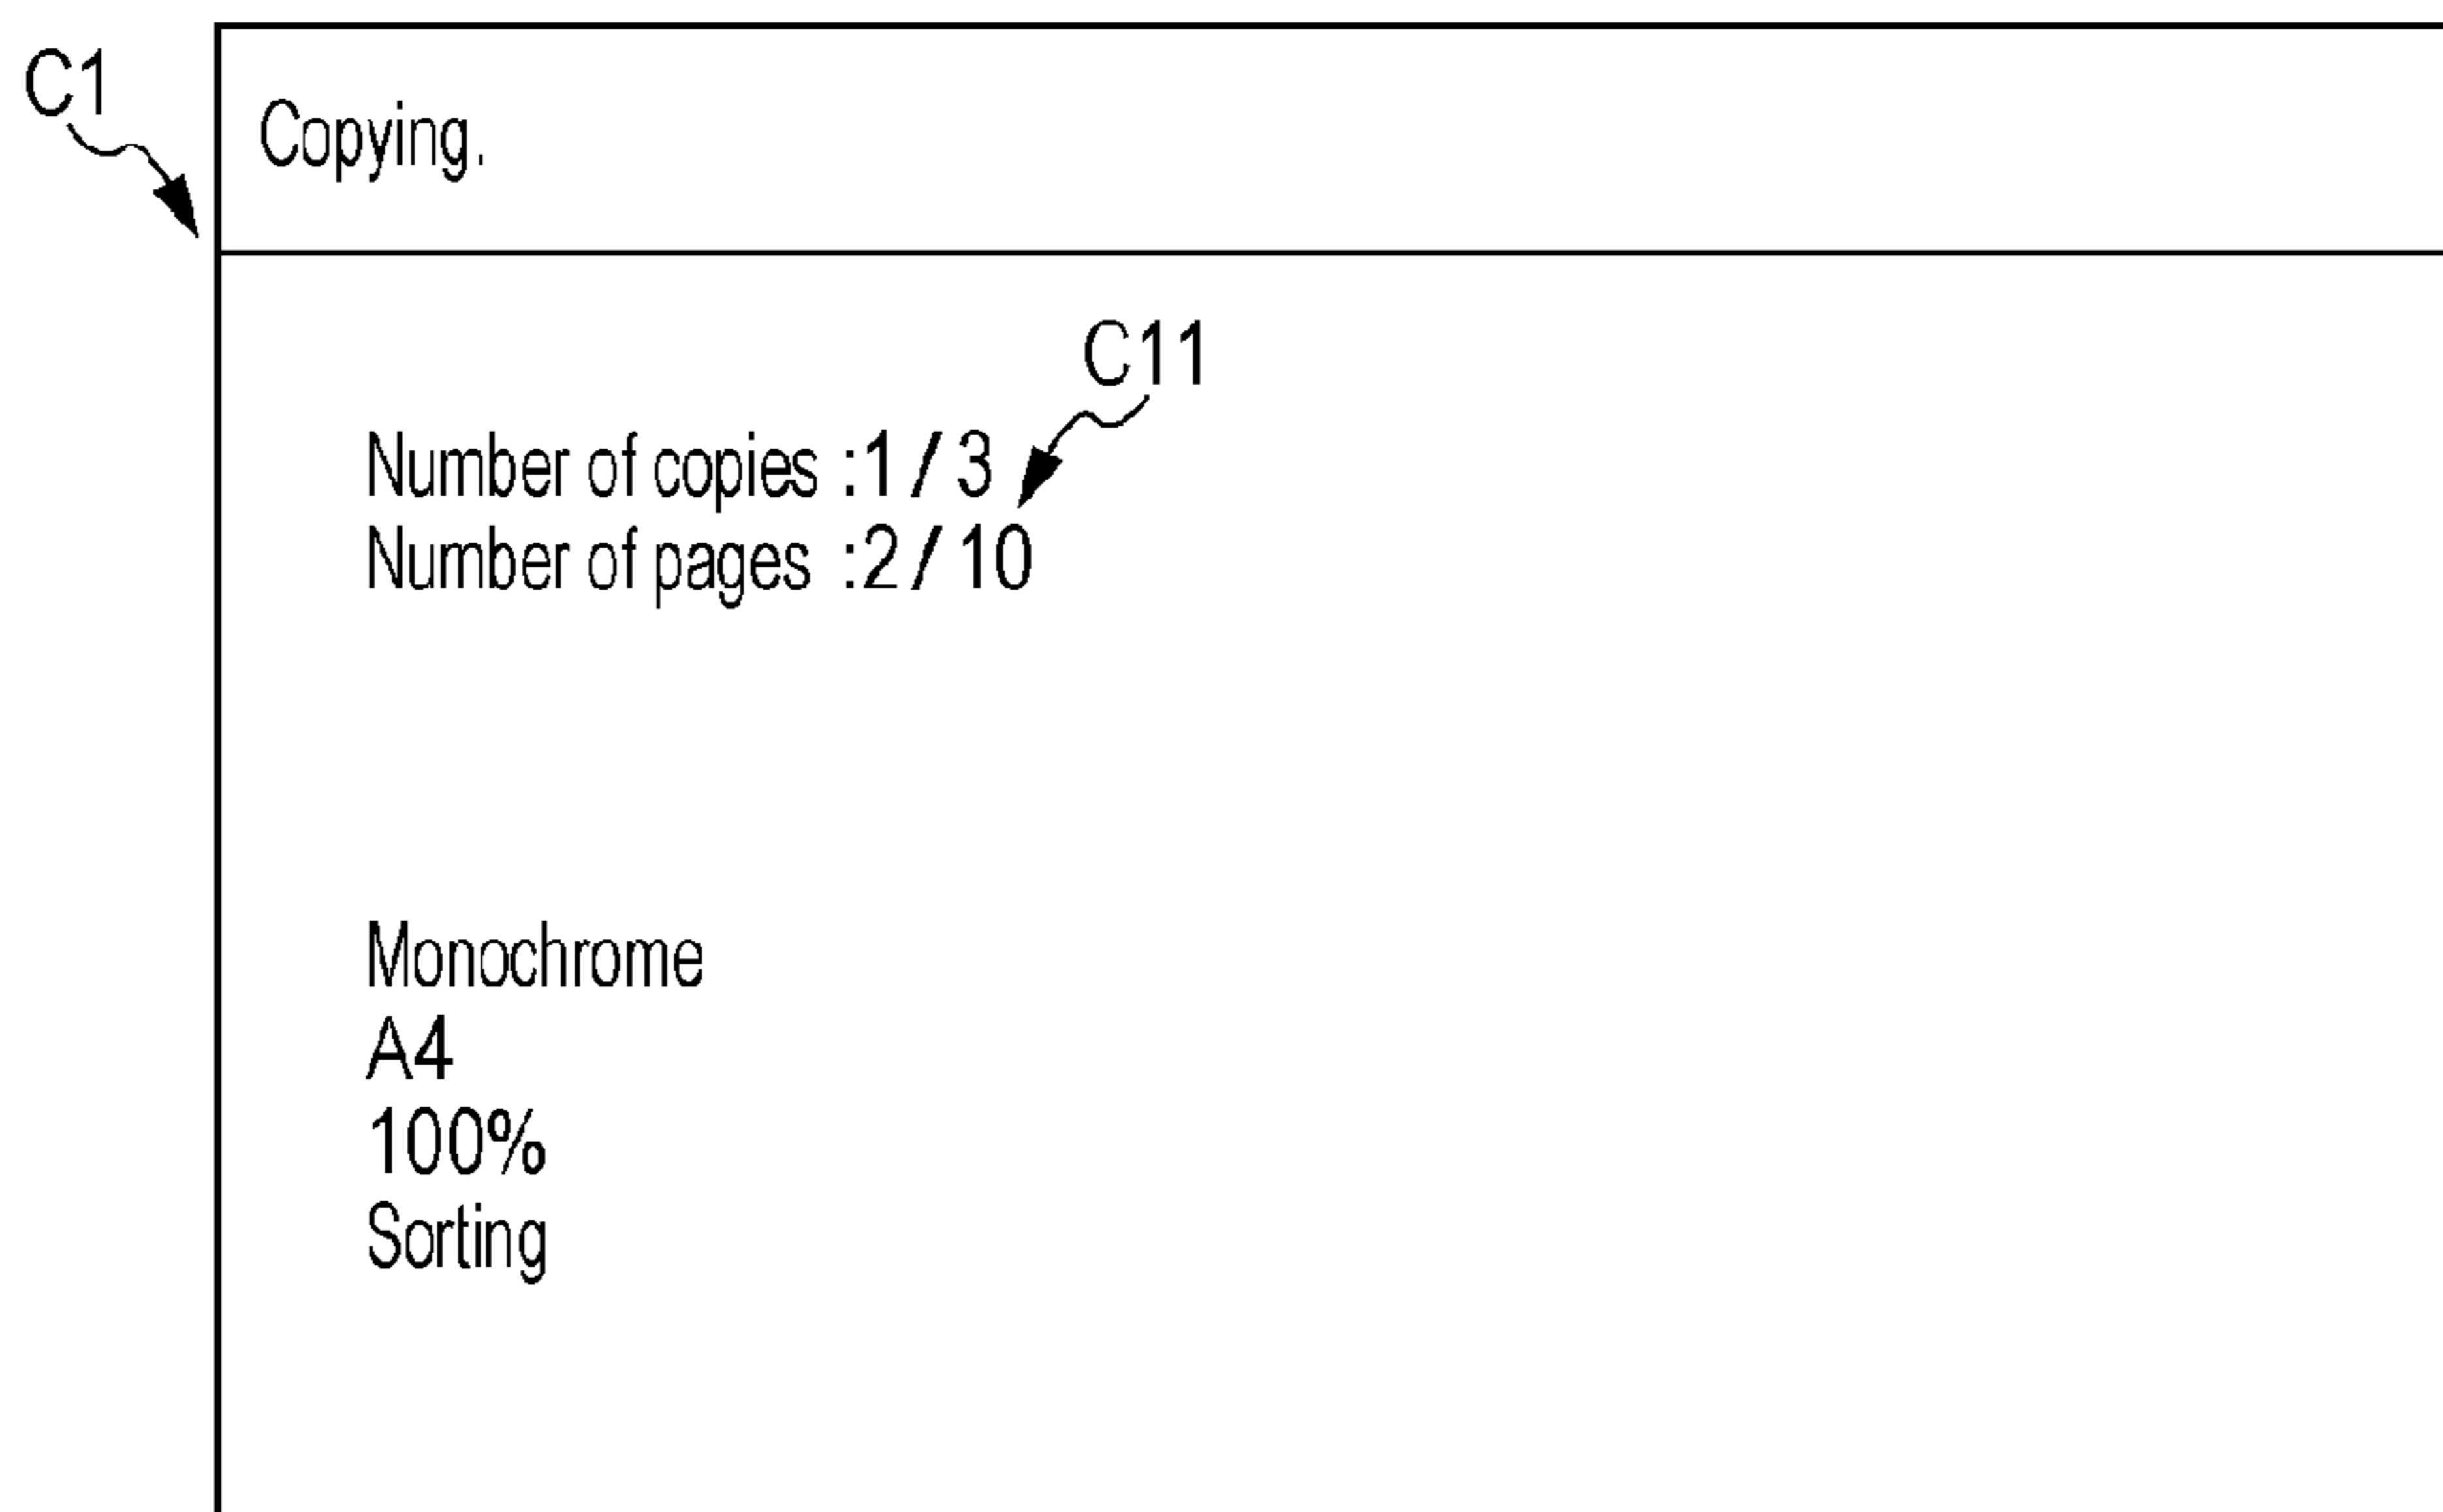 C1
Copying.
C11
Number of copies :1/3
Number of pages :2/10
Monochrome
A4
100%
Sorting